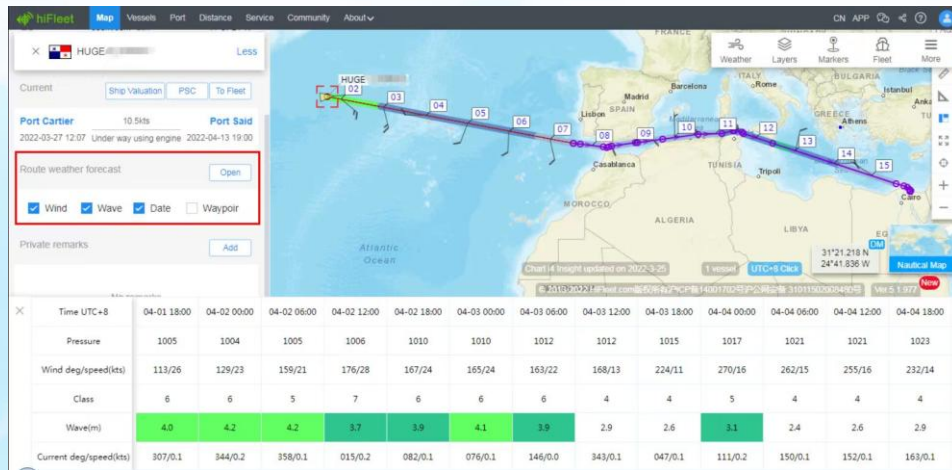 hiFleet Map Vessels Port Distance Service Community About CN APP
HUGE Less
Current Ship Valuation PSC To Fleet
Port Cartier 10.5kts Port Said
2022-03-27 12:07 Under way using engine 2022-04-13 19:00
Route weather forecast Open
Wind Wave Date Waypoir
Private remarks Add
No remarks
Weather Layers Markers Fleet More
FRANCE
ITALY
BULGARIA
Barcelona
Rome
Istanbul
Madrid
SPAIN
Lisbon
GREECE
Athens
Anka
TU
HUGE
02
03
04
05
06
07
08
09
10
11
12
13
14
15
Casablanca
TUNISIA
Tripoli
Cairo
MOROCCO
ALGERIA
LIBYA
EG
Atlantic
Ocean
DM
31°21.218 N
24°41.836 W
Nautical Map
New
Chart i4 Insight updated on 2022-3-25
1 vessel
UTC+8 Click
Ver 5.1.977
Time UTC+8 04-01 18:00 04-02 00:00 04-02 06:00 04-02 12:00 04-02 18:00 04-03 00:00 04-03 06:00 04-03 12:00 04-03 18:00 04-04 00:00 04-04 06:00 04-04 12:00 04-04 18:00
Pressure 1005 1004 1005 1006 1010 1010 1012 1012 1015 1017 1021 1021 1023
Wind deg/speed(kts) 113/26 129/23 159/21 176/28 167/24 165/24 163/22 168/13 224/11 270/16 262/15 255/16 232/14
Class 6 6 5 7 6 6 6 4 4 5 4 4 4
Wave(m) 4.0 4.2 4.2 3.7 3.9 4.1 3.9 2.9 2.6 3.1 2.4 2.6 2.9
Current deg/speed(kts) 307/0.1 344/0.2 358/0.1 015/0.2 082/0.1 076/0.1 146/0.0 343/0.1 047/0.1 111/0.2 150/0.1 152/0.1 163/0.1